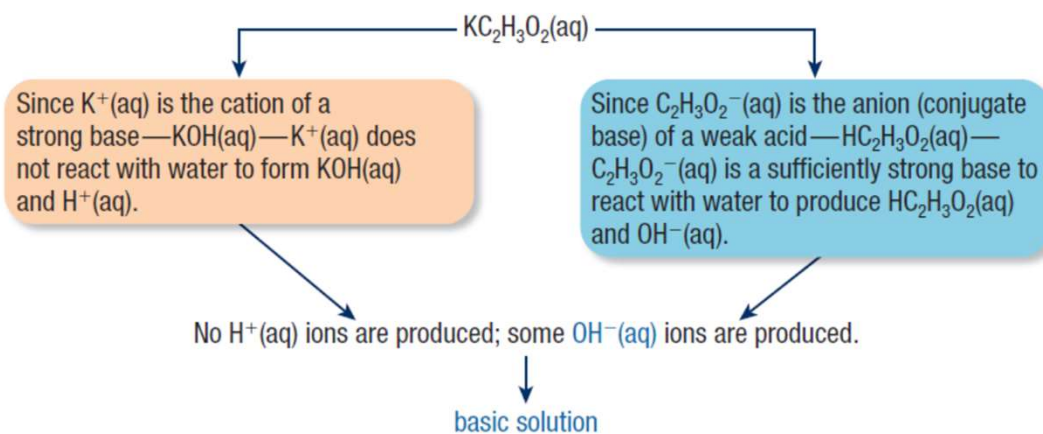 KC₂H₃O₂(aq)
Since K⁺(aq) is the cation of a
strong base—KOH(aq)—K⁺(aq) does
not react with water to form KOH(aq)
and H⁺(aq).
Since C₂H₃O₂⁻(aq) is the anion (conjugate
base) of a weak acid—HC₂H₃O₂(aq)—
C₂H₃O₂⁻(aq) is a sufficiently strong base to
react with water to produce HC₂H₃O₂(aq)
and OH⁻(aq).
No H⁺(aq) ions are produced; some OH⁻(aq) ions are produced.
basic solution